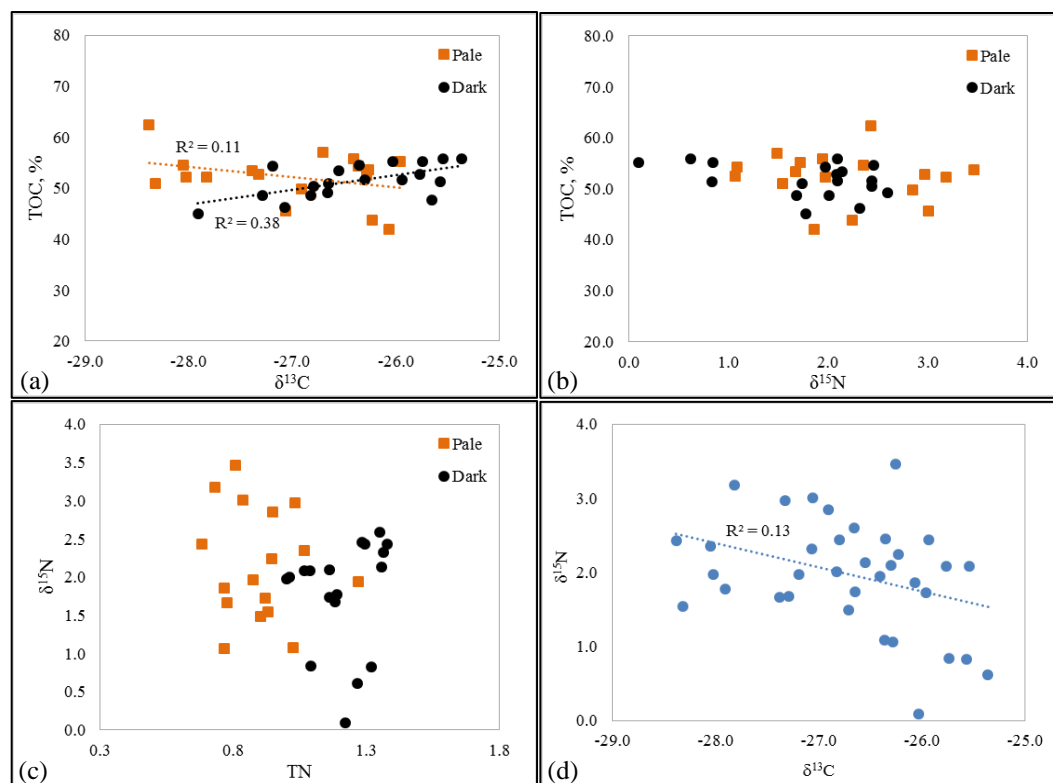 80
70
60
50
40
30
20
TOC, %
Pale
Dark
R² = 0.11
R² = 0.38
-29.0 -28.0 -27.0 -26.0 -25.0
δ¹³C
(a)
80.0
70.0
60.0
50.0
40.0
30.0
20.0
TOC, %
Pale
Dark
0.0 1.0 2.0 3.0 4.0
δ¹⁵N
(b)
4.0
3.5
3.0
2.5
2.0
1.5
1.0
0.5
0.0
δ¹⁵N
Pale
Dark
0.3 0.8 1.3 1.8
TN
(c)
4.0
3.0
2.0
1.0
0.0
δ¹⁵N
R² = 0.13
-29.0 -28.0 -27.0 -26.0 -25.0
δ¹³C
(d)